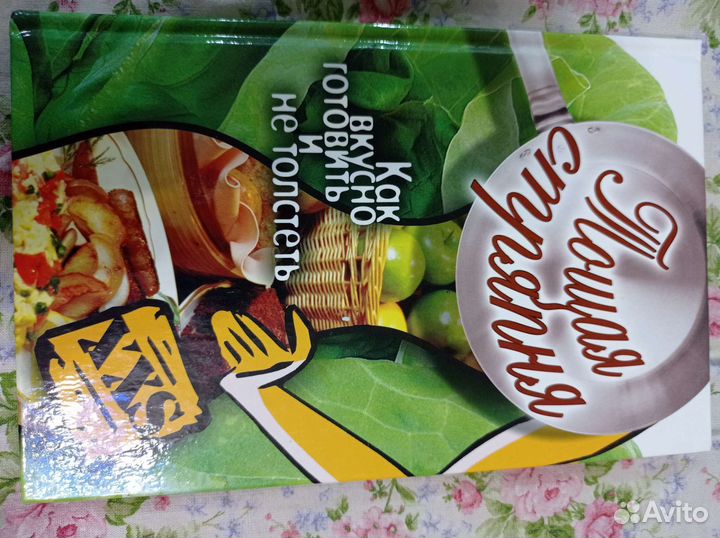 Тощая
стряпня
Как
вкусно
готовить
и
не толстеть
Avito